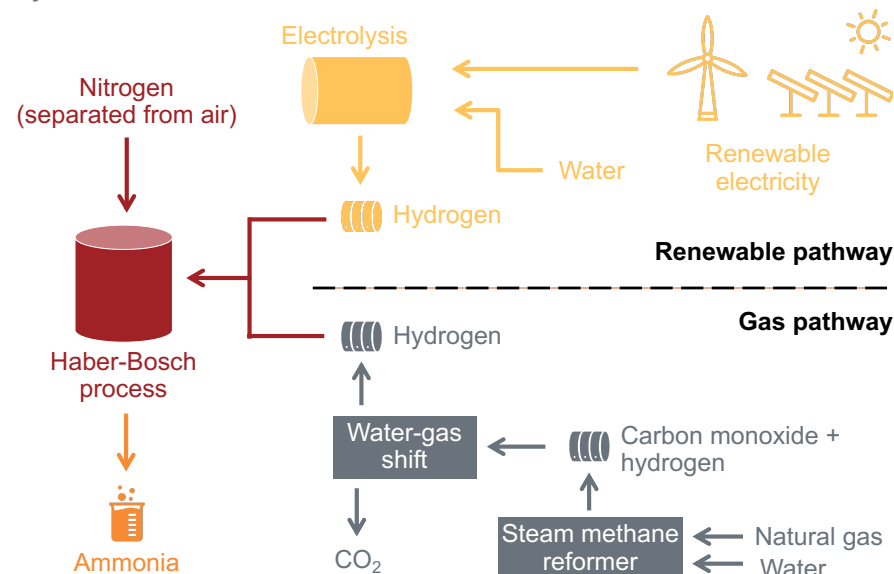 Electrolysis
Nitrogen
(separated from air)
Renewable
electricity
Water
Hydrogen
Renewable pathway
Gas pathway
Hydrogen
Haber-Bosch
process
Water-gas
shift
Carbon monoxide +
hydrogen
Steam methane
reformer
Natural gas
Water
Ammonia
CO₂